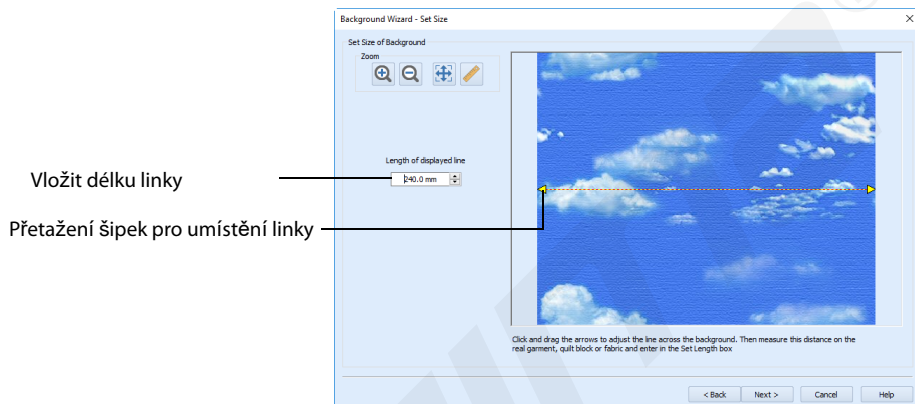 Background Wizard - Set Size
Set Size of Background
Zoom
Length of displayed line
240.0 mm
Vložit délku linky
Přetažení šipek pro umístění linky
Click and drag the arrows to adjust the line across the background. Then measure this distance on the
real garment, quilt block or fabric and enter in the Set Length box
< Back Next > Cancel Help